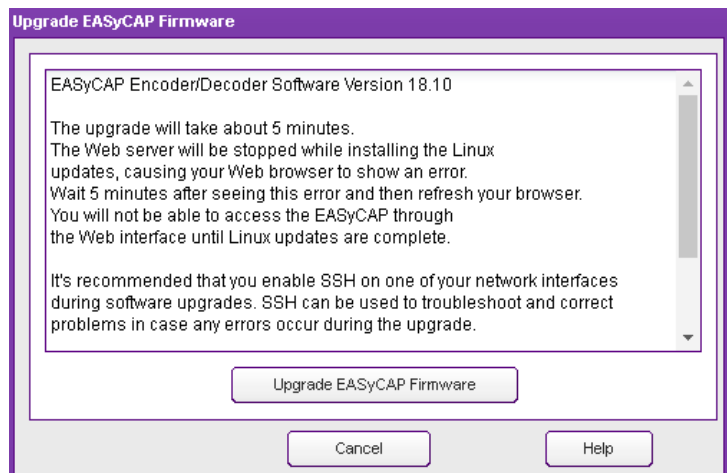 Upgrade EASyCAP Firmware
EASyCAP Encoder/Decoder Software Version 18.10
The upgrade will take about 5 minutes.
The Web server will be stopped while installing the Linux
updates, causing your Web browser to show an error.
Wait 5 minutes after seeing this error and then refresh your browser.
You will not be able to access the EASyCAP through
the Web interface until Linux updates are complete.
It's recommended that you enable SSH on one of your network interfaces
during software upgrades. SSH can be used to troubleshoot and correct
problems in case any errors occur during the upgrade.
Upgrade EASyCAP Firmware
Cancel
Help